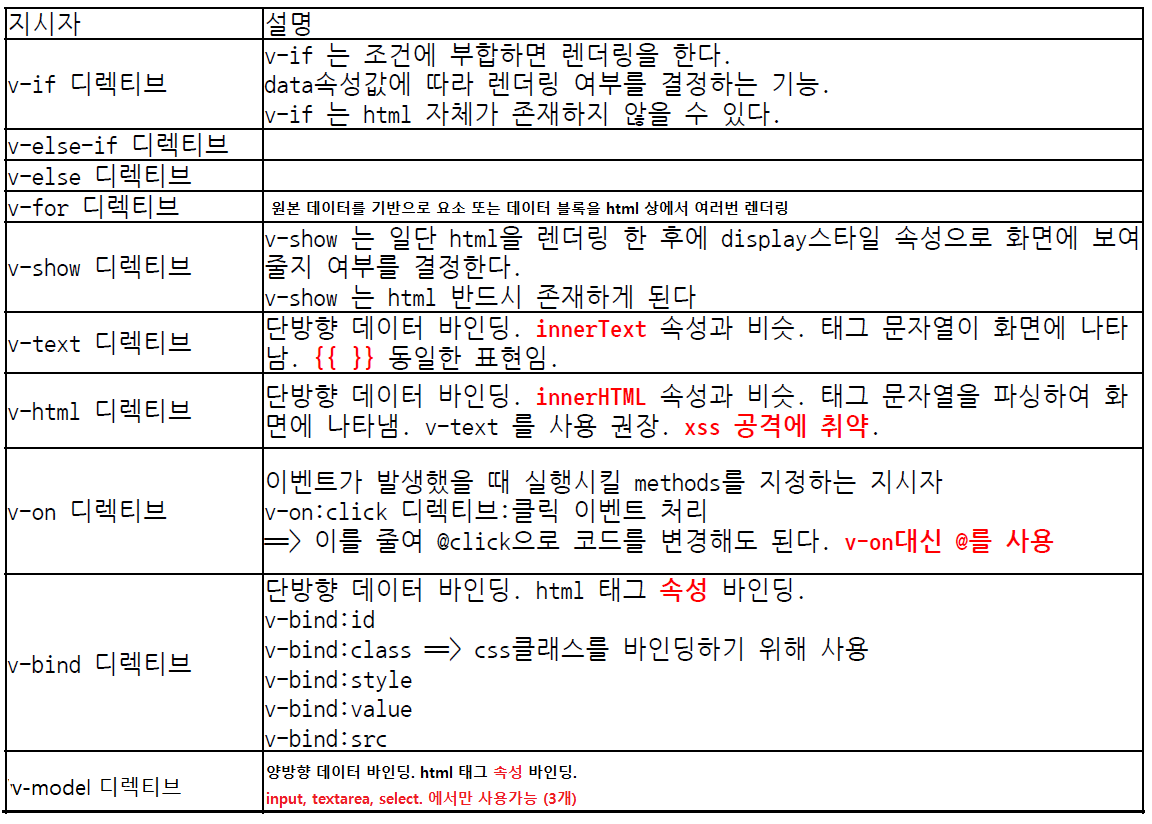 지시자 설명
v-if 디렉티브
v-if 는 조건에 부합하면 렌더링을 한다.
data속성값에 따라 렌더링 여부를 결정하는 기능.
v-if 는 html 자체가 존재하지 않을 수 있다.
v-else-if 디렉티브
v-else 디렉티브
v-for 디렉티브
원본 데이터를 기반으로 요소 또는 데이터 블록을 html 상에서 여러번 렌더링
v-show 디렉티브
v-show 는 일단 html을 렌더링 한 후에 display스타일 속성으로 화면에 보여
줄지 여부를 결정한다.
v-show 는 html 반드시 존재하게 된다
v-text 디렉티브
단방향 데이터 바인딩. innerText 속성과 비슷. 태그 문자열이 화면에 나타
남. {{ }} 동일한 표현임.
v-html 디렉티브
단방향 데이터 바인딩. innerHTML 속성과 비슷. 태그 문자열을 파싱하여 화
면에 나타냄. v-text 를 사용 권장. xss 공격에 취약.
v-on 디렉티브
이벤트가 발생했을 때 실행시킬 methods를 지정하는 지시자
v-on:click 디렉티브:클릭 이벤트 처리
==> 이를 줄여 @click으로 코드를 변경해도 된다. v-on대신 @를 사용
v-bind 디렉티브
단방향 데이터 바인딩. html 태그 속성 바인딩.
v-bind:id
v-bind:class ==> css클래스를 바인딩하기 위해 사용
v-bind:style
v-bind:value
v-bind:src
v-model 디렉티브
양방향 데이터 바인딩. html 태그 속성 바인딩.
input, textarea, select. 에서만 사용가능 (3개)